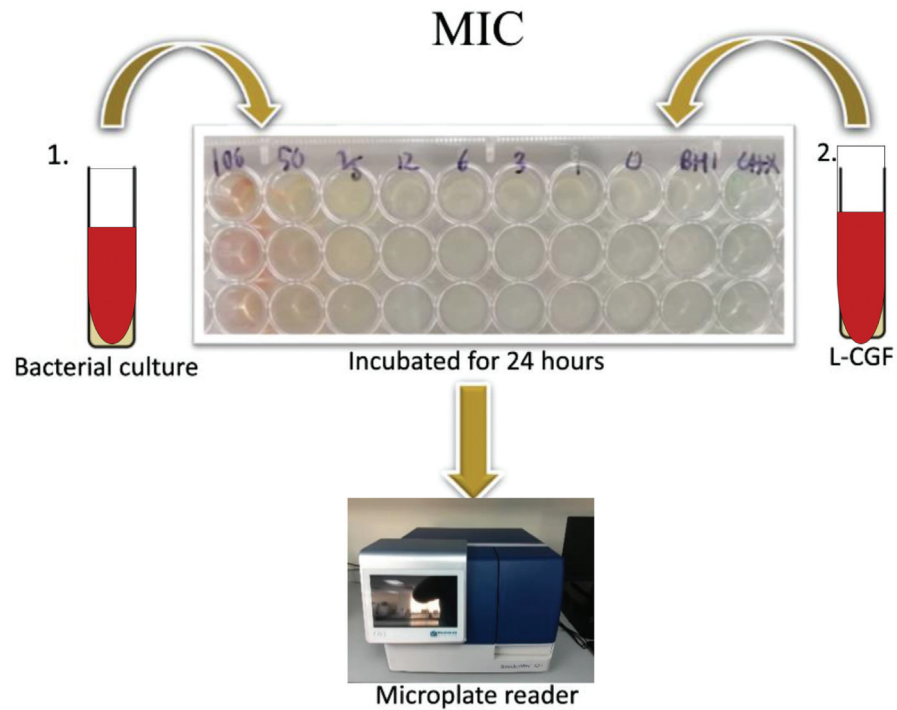 MIC
1.
2.
100 50 25 12 6 3 1 0 BHI CHX
Bacterial culture
Incubated for 24 hours
L-CGF
Microplate reader